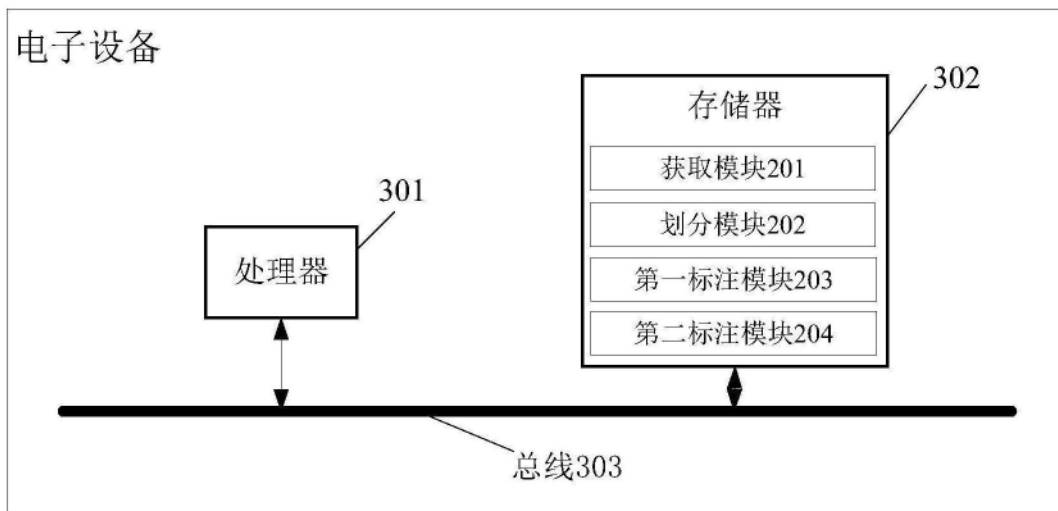 电子设备
302
存储器
获取模块201
301
划分模块202
处理器
第一标注模块203
第二标注模块204
总线303